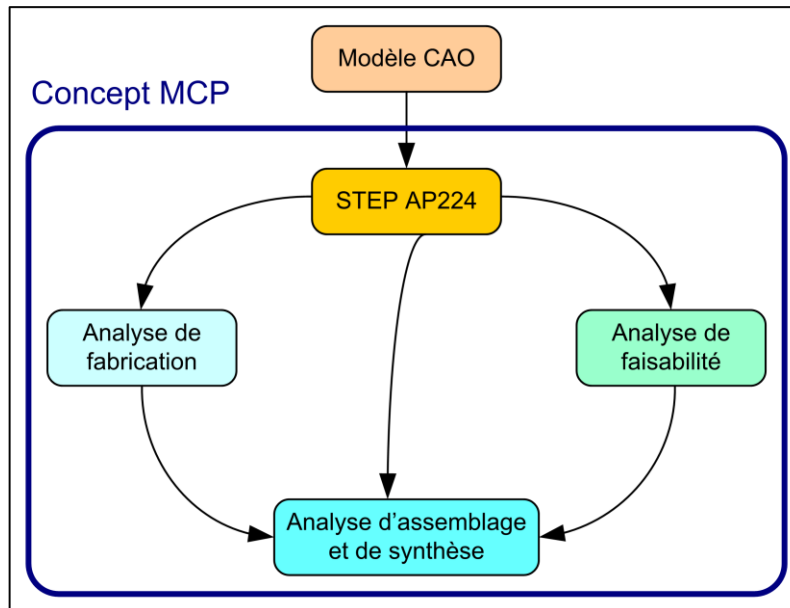 Modèle CAO
Concept MCP
STEP AP224
Analyse de
fabrication
Analyse de
faisabilité
Analyse d'assemblage
et de synthèse